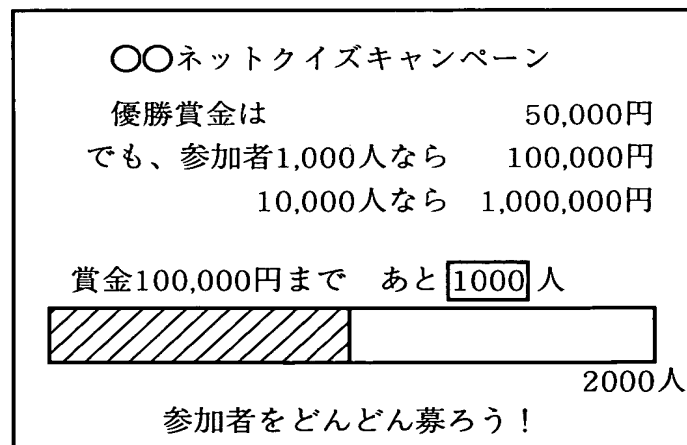 ○○ネットクイズキャンペーン
優勝賞金は 50,000円
でも、参加者1,000人なら 100,000円
10,000人なら 1,000,000円
賞金100,000円まで あと1000人
2000人
参加者をどんどん募ろう！